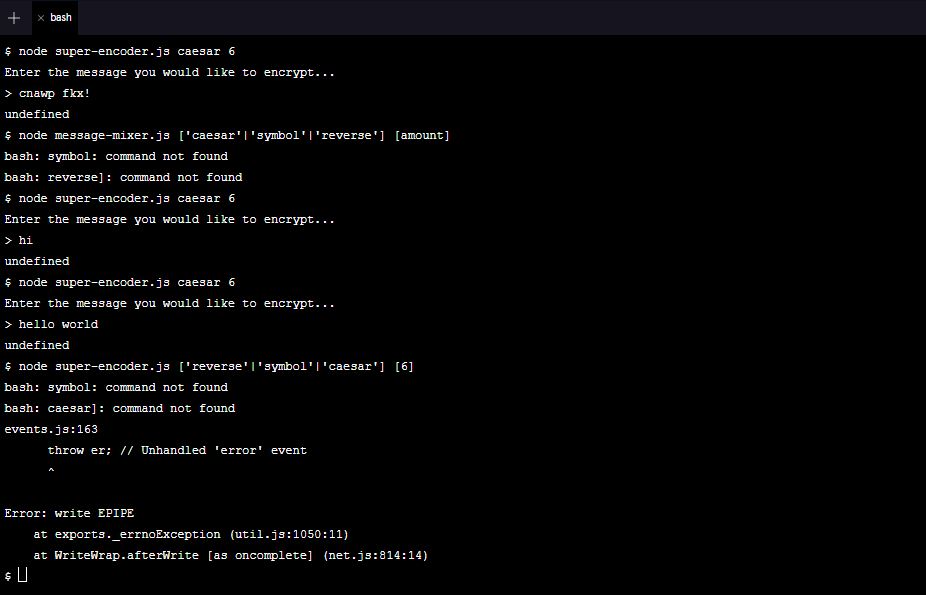 + × bash
$ node super-encoder.js caesar 6
Enter the message you would like to encrypt...
> cnawp fkx!
undefined
$ node message-mixer.js ['caesar'|'symbol'|'reverse'] [amount]
bash: symbol: command not found
bash: reverse]: command not found
$ node super-encoder.js caesar 6
Enter the message you would like to encrypt...
> hi
undefined
$ node super-encoder.js caesar 6
Enter the message you would like to encrypt...
> hello world
undefined
$ node super-encoder.js ['reverse'|'symbol'|'caesar'] [6]
bash: symbol: command not found
bash: caesar]: command not found
events.js:163
      throw er; // Unhandled 'error' event
      ^
Error: write EPIPE
    at exports._errnoException (util.js:1050:11)
    at WriteWrap.afterWrite [as oncomplete] (net.js:814:14)
$